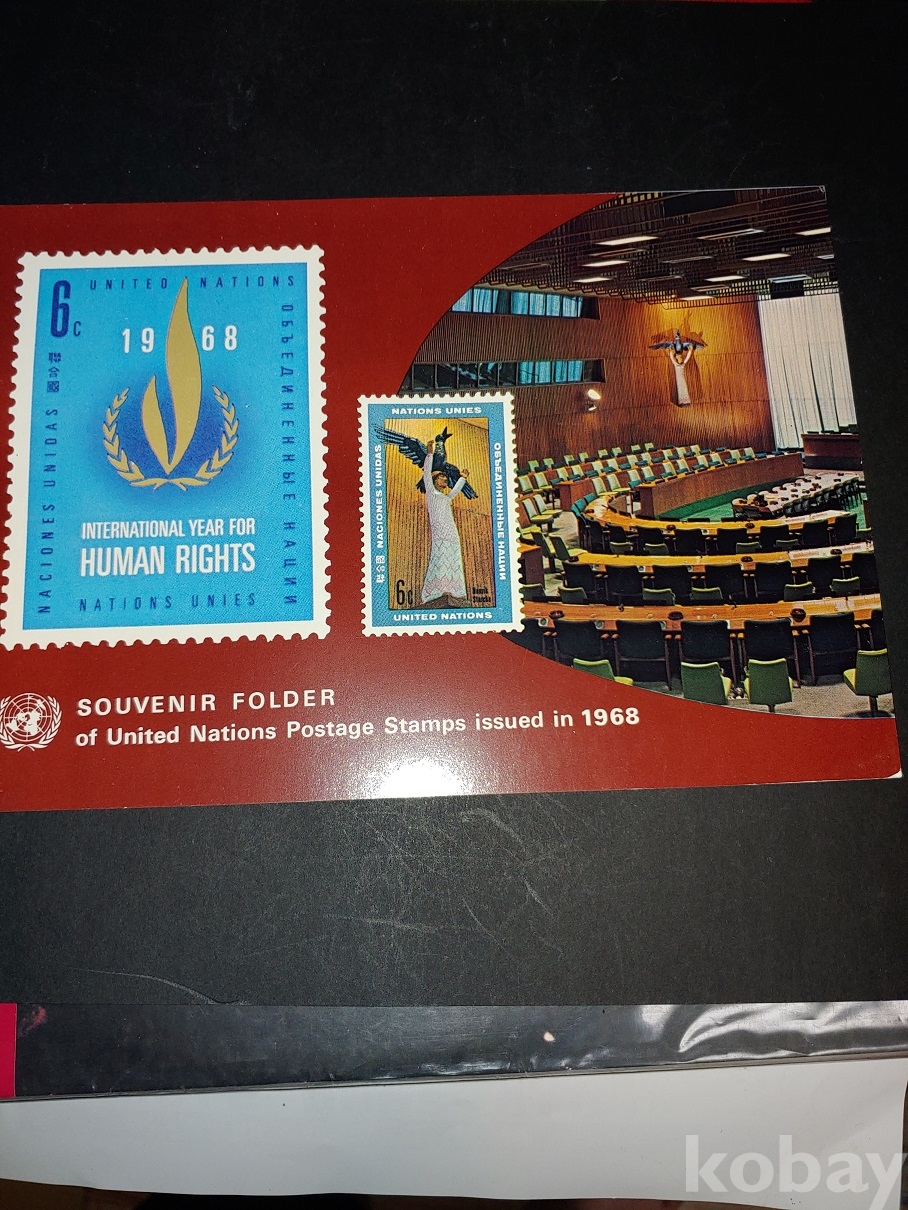 6c
UNITED NATIONS
1968
NACIONES UNIDAS
ОБЪЕДИНЕННЫЕ НАЦИИ
INTERNATIONAL YEAR FOR
HUMAN RIGHTS
NATIONS UNIES
NATIONS UNIES
NACIONES UNIDAS
ОБЪЕДИНЕННЫЕ НАЦИИ
6c
UNITED NATIONS
SOUVENIR FOLDER
of United Nations Postage Stamps issued in 1968
kobay